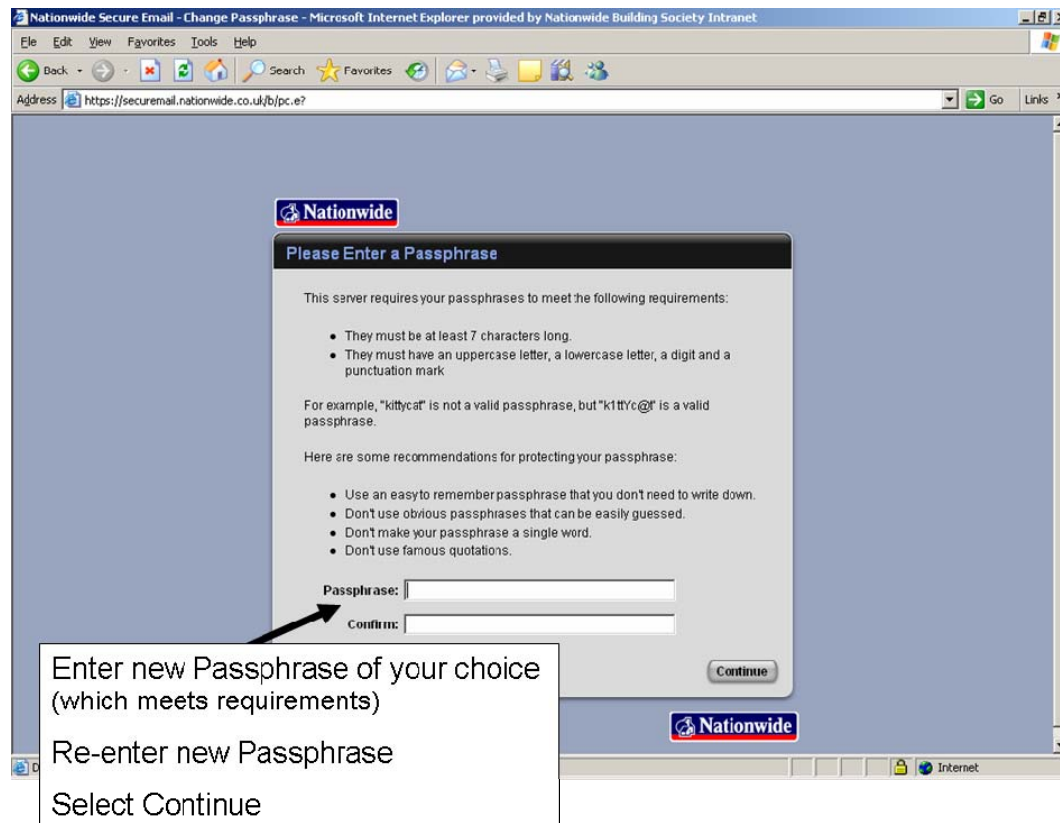 Nationwide Secure Email - Change Passphrase - Microsoft Internet Explorer provided by Nationwide Building Society Intranet
File Edit View Favorites Tools Help
Back Search Favorites
Address https://securemail.nationwide.co.uk/b/pc.e? Go Links
Nationwide
Please Enter a Passphrase
This server requires your passphrases to meet the following requirements:
• They must be at least 7 characters long.
• They must have an uppercase letter, a lowercase letter, a digit and a
punctuation mark
For example, "kittycat" is not a valid passphrase, but "k1ttYc@t" is a valid
passphrase.
Here are some recommendations for protecting your passphrase:
• Use an easy to remember passphrase that you don't need to write down.
• Don't use obvious passphrases that can be easily guessed.
• Don't make your passphrase a single word.
• Don't use famous quotations.
Passphrase:
Confirm:
Continue
Enter new Passphrase of your choice
(which meets requirements)
Re-enter new Passphrase
Select Continue
Nationwide
Internet